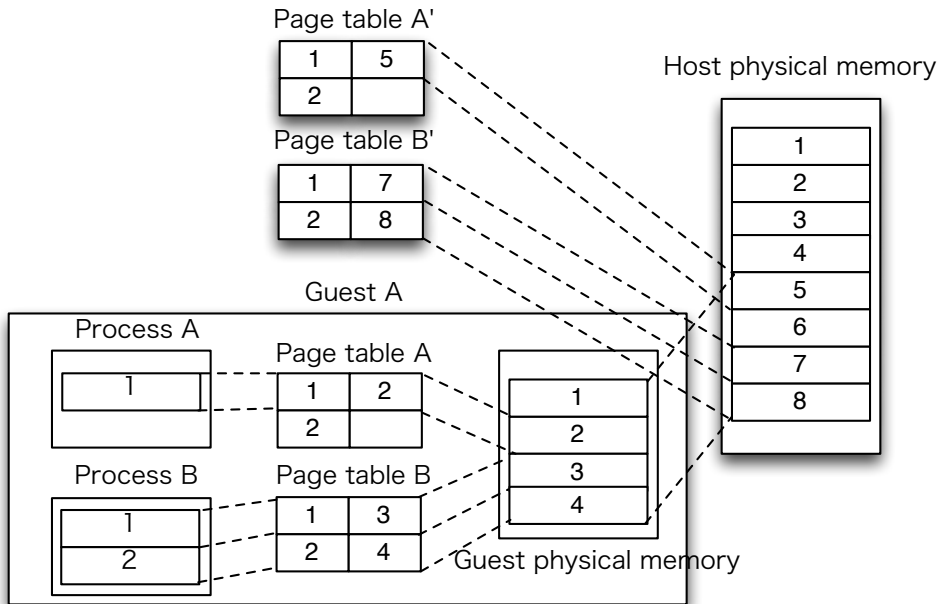 Page table A'
1 5
2
Page table B'
1 7
2 8
Host physical memory
1
2
3
4
5
6
7
8
Guest A
Process A
1
Page table A
1 2
2
Process B
1
2
Page table B
1 3
2 4
1
2
3
4
Guest physical memory